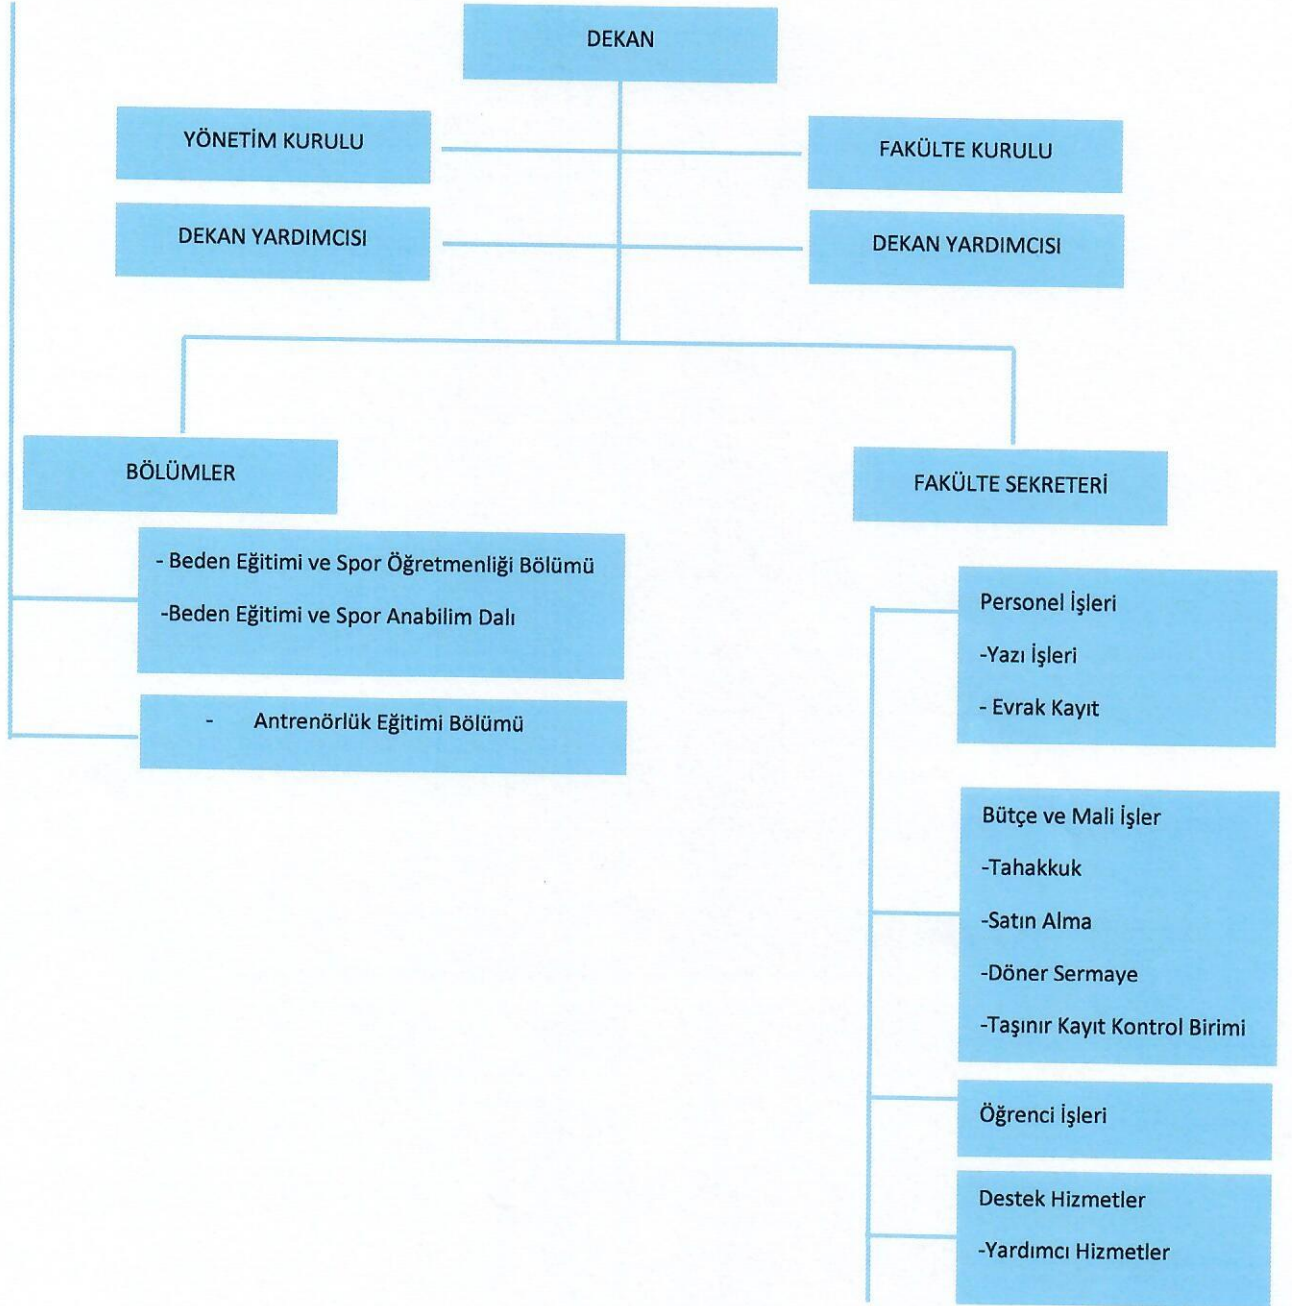 DEKAN
YÖNETİM KURULU
FAKÜLTE KURULU
DEKAN YARDIMCISI
DEKAN YARDIMCISI
BÖLÜMLER
FAKÜLTE SEKRETERİ
- Beden Eğitimi ve Spor Öğretmenliği Bölümü
-Beden Eğitimi ve Spor Anabilim Dalı
- Antrenörlük Eğitimi Bölümü
Personel İşleri
-Yazı İşleri
- Evrak Kayıt
Bütçe ve Mali İşler
-Tahakkuk
-Satın Alma
-Döner Sermaye
-Taşınır Kayıt Kontrol Birimi
Öğrenci İşleri
Destek Hizmetler
-Yardımcı Hizmetler